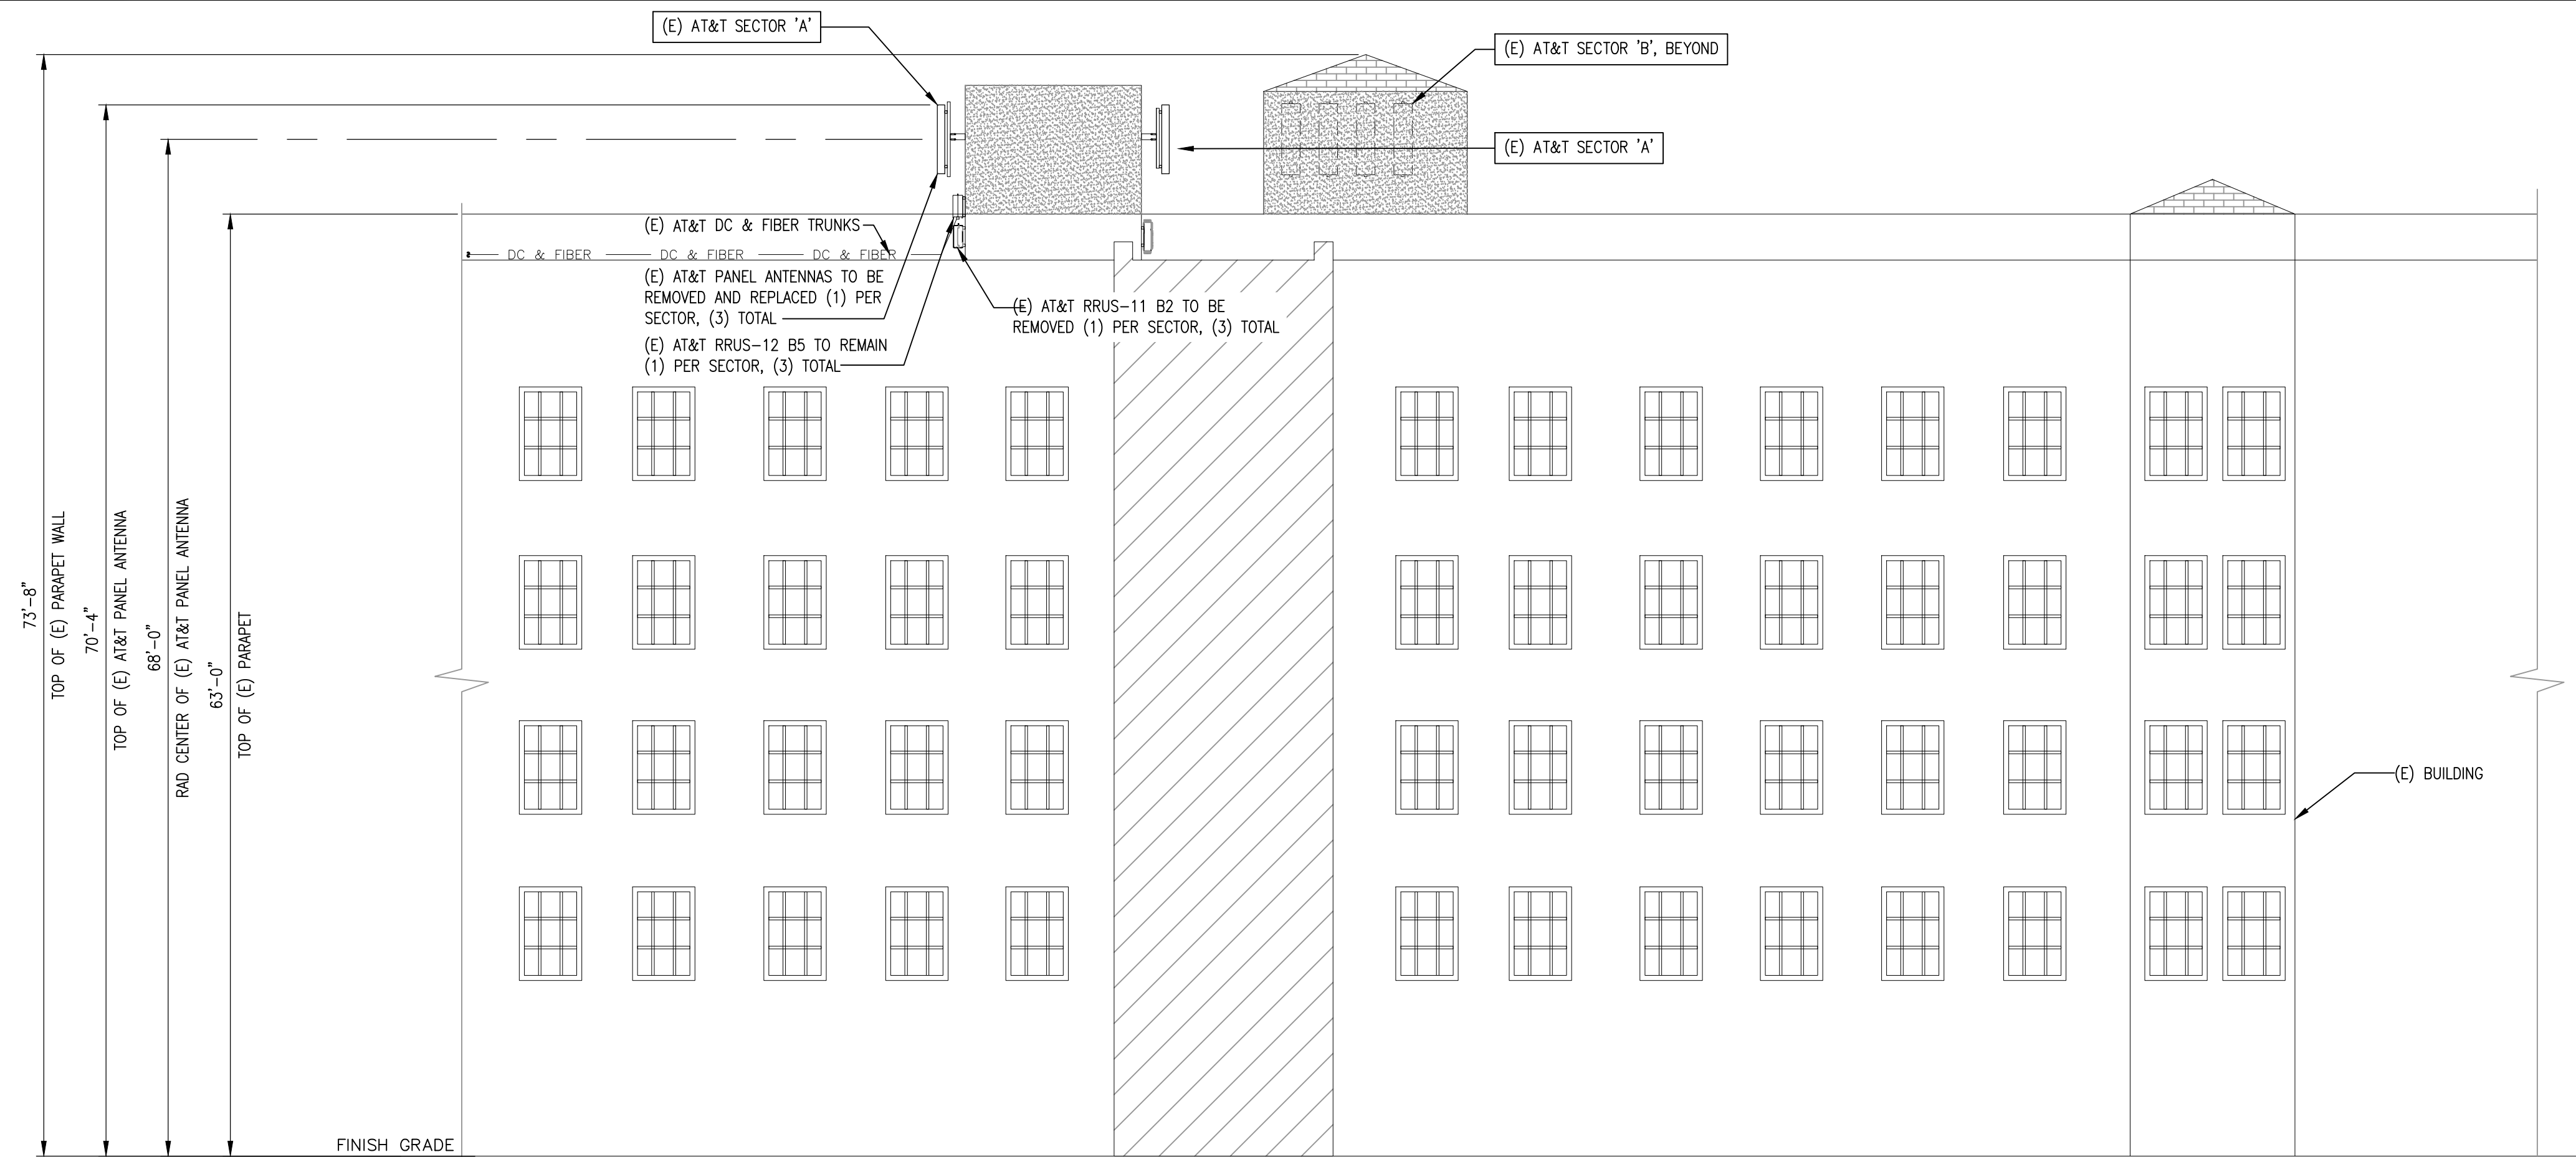 (E) AT&T SECTOR 'A'
(E) AT&T SECTOR 'B', BEYOND
(E) AT&T SECTOR 'A'
(E) AT&T DC & FIBER TRUNKS
DC & FIBER
DC & FIBER
DC & FIBER
(E) AT&T PANEL ANTENNAS TO BE
REMOVED AND REPLACED (1) PER
SECTOR, (3) TOTAL
(E) AT&T RRUS-11 B2 TO BE
REMOVED (1) PER SECTOR, (3) TOTAL
(E) AT&T RRUS-12 B5 TO REMAIN
(1) PER SECTOR, (3) TOTAL
73'-8"
TOP OF (E) PARAPET WALL
70'-4"
TOP OF (E) AT&T PANEL ANTENNA
68'-0"
RAD CENTER OF (E) AT&T PANEL ANTENNA
63'-0"
TOP OF (E) PARAPET
(E) BUILDING
FINISH GRADE